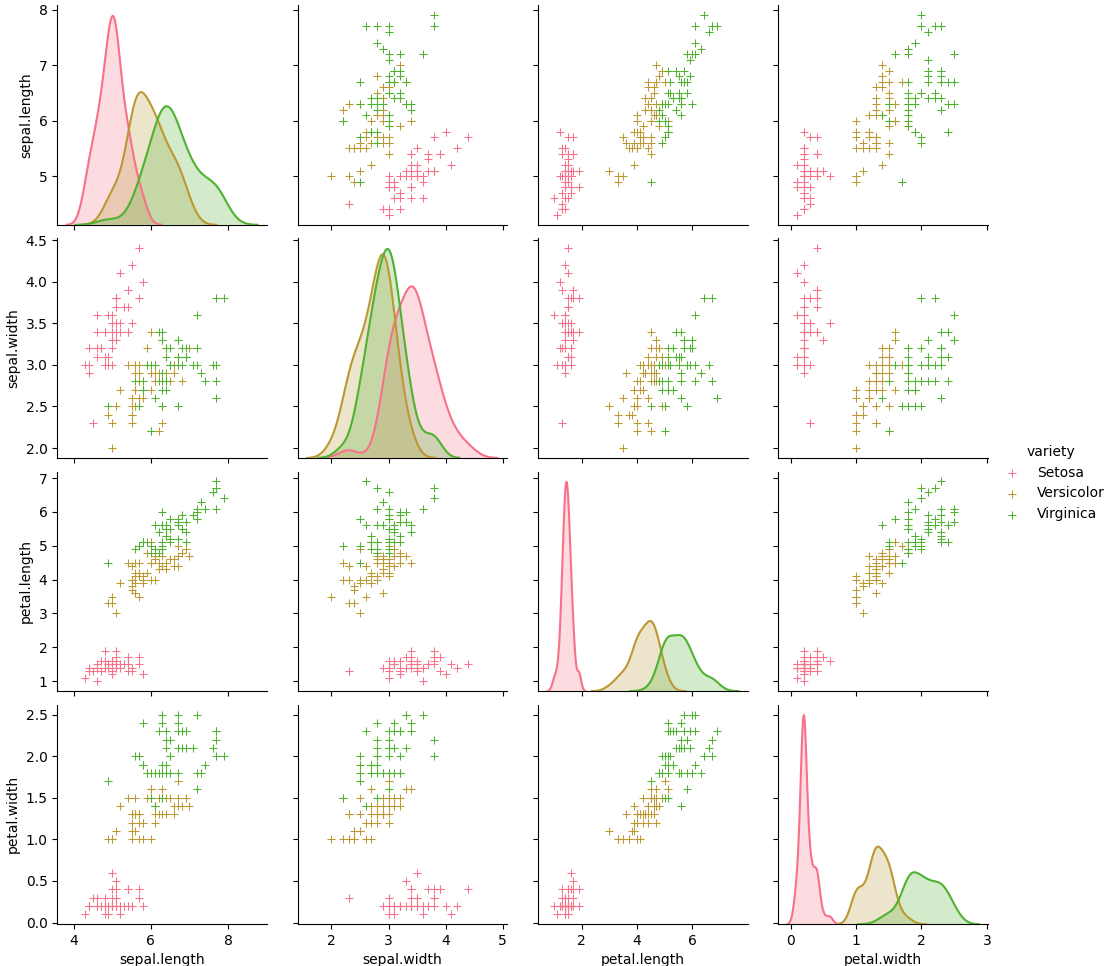 8
7
6
5
sepal.length
4.5
4.0
3.5
3.0
2.5
2.0
sepal.width
variety
Setosa
Versicolor
Virginica
7
6
5
4
3
2
1
petal.length
2.5
2.0
1.5
1.0
0.5
0.0
petal.width
4 6 8
2 3 4 5
2 4 6
0 1 2 3
sepal.length sepal.width petal.length petal.width